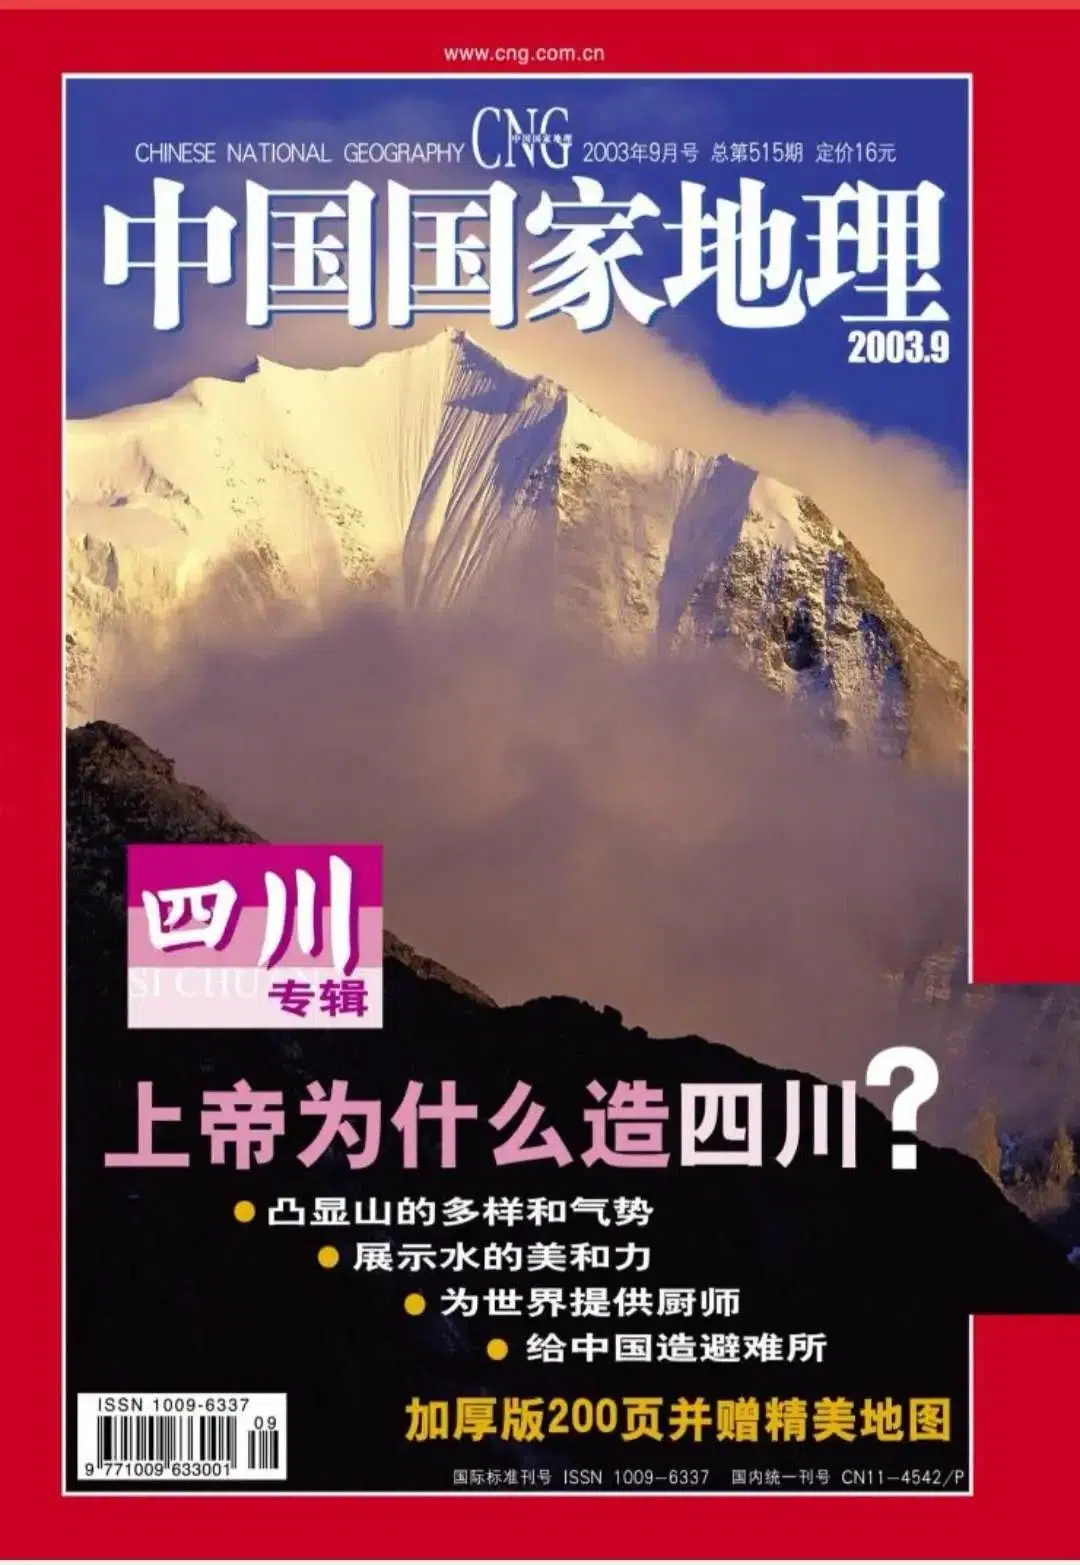 www.cng.com.cn
CHINESE NATIONAL GEOGRAPHY CNG 中国国家地理 2003年9月号 总第515期 定价16元
中国国家地理
2003.9
四川
SI CHUAN
专辑
上帝为什么造四川?
凸显山的多样和气势
展示水的美和力
为世界提供厨师
给中国造避难所
加厚版200页并赠精美地图
ISSN 1009-6337
09
9 771009 633001
国际标准刊号 ISSN 1009-6337 国内统一刊号 CN11-4542/P